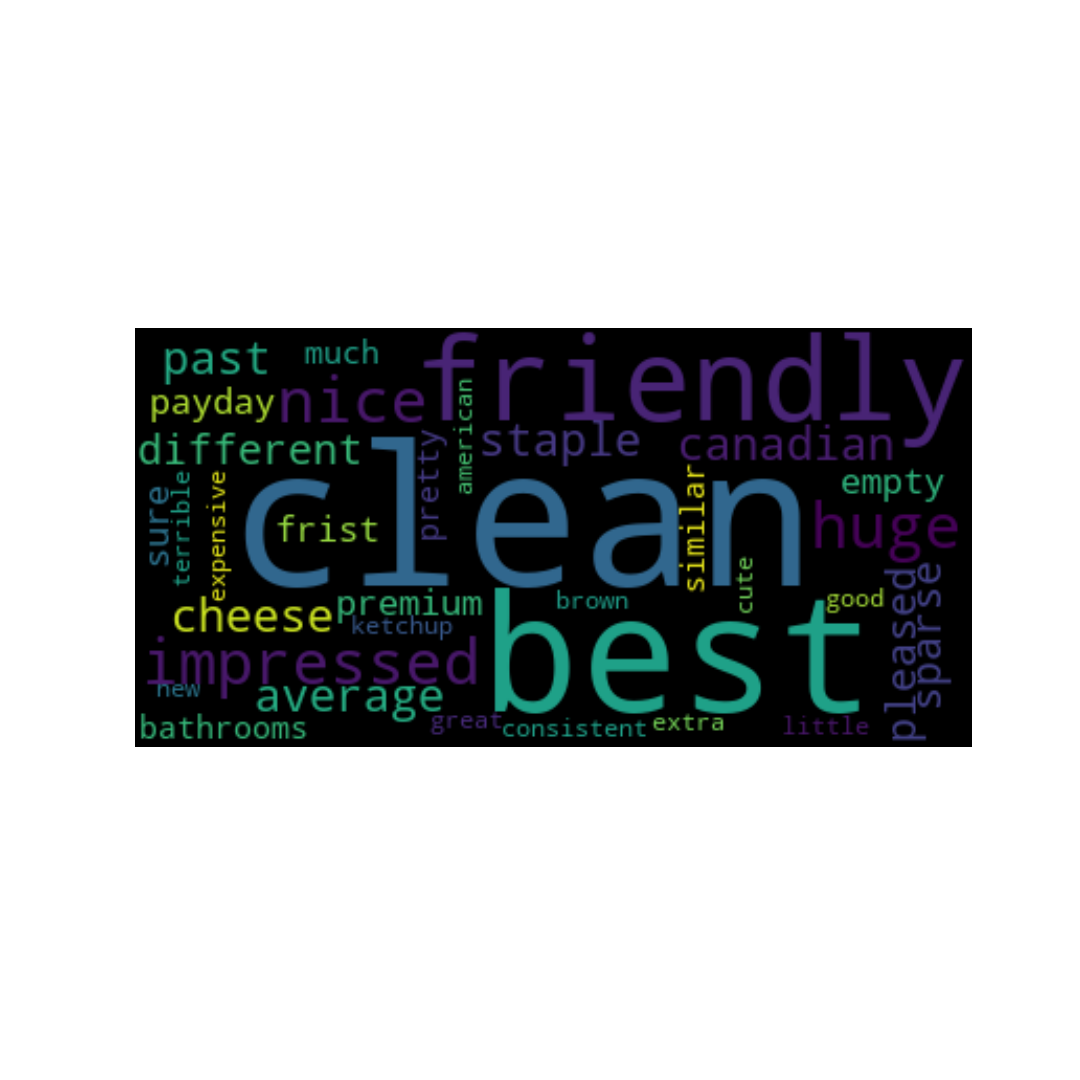 past
much
friendly
payday
nice
american
different
staple
canadian
pretty
sure
terrible
expensive
clean
frist
similar
empty
huge
cute
cheese
premium
ketchup
brown
best
good
pleased
sparse
impressed
new
average
bathrooms
great
consistent
extra
little